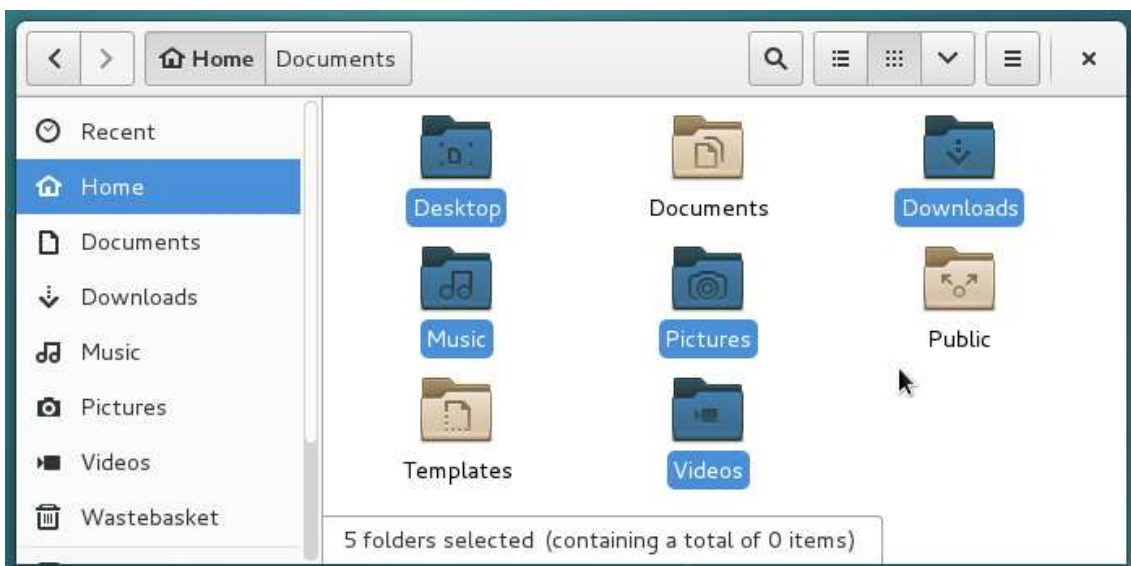 Home Documents
Recent
Home
Documents
Downloads
Music
Pictures
Videos
Wastebasket
Desktop Documents Downloads
Music Pictures Public
Templates Videos
5 folders selected (containing a total of 0 items)